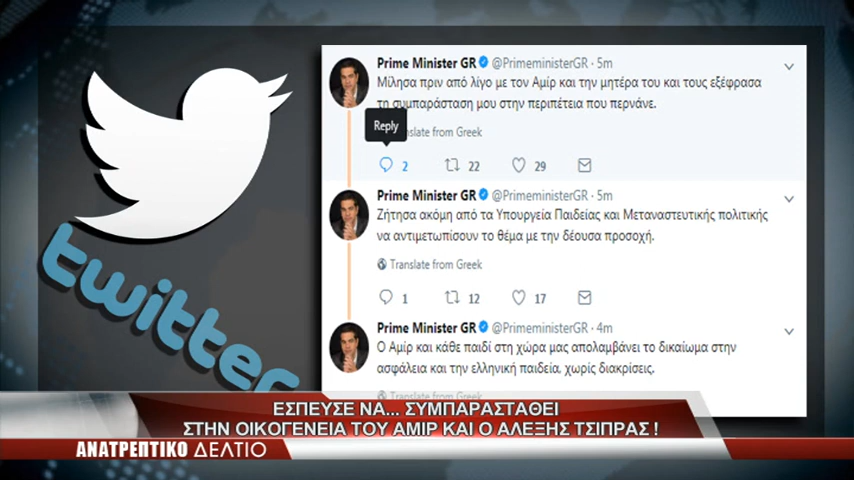 twitter
Prime Minister GR @PrimeministerGR · 5m
Μίλησα πριν από λίγο με τον Αμίρ και την μητέρα του και τους εξέφρασα
τη συμπαράσταση μου στην περιπέτεια που περνάνε.
Reply
nslate from Greek
2 22 29
Prime Minister GR @PrimeministerGR · 5m
Ζήτησα ακόμη από τα Υπουργεία Παιδείας και Μεταναστευτικής πολιτικής
να αντιμετωπίσουν το θέμα με την δέουσα προσοχή.
Translate from Greek
1 12 17
Prime Minister GR @PrimeministerGR · 4m
Ο Αμίρ και κάθε παιδί στη χώρα μας απολαμβάνει το δικαίωμα στην
ασφάλεια και την ελληνική παιδεία, χωρίς διακρίσεις.
Translate from Greek
ΕΣΠΕΥΣΕ ΝΑ... ΣΥΜΠΑΡΑΣΤΑΘΕΙ
ΣΤΗΝ ΟΙΚΟΓΕΝΕΙΑ ΤΟΥ ΑΜΙΡ ΚΑΙ Ο ΑΛΕΞΗΣ ΤΣΙΠΡΑΣ !
ΑΝΑΤΡΕΠΤΙΚΟ ΔΕΛΤΙΟ